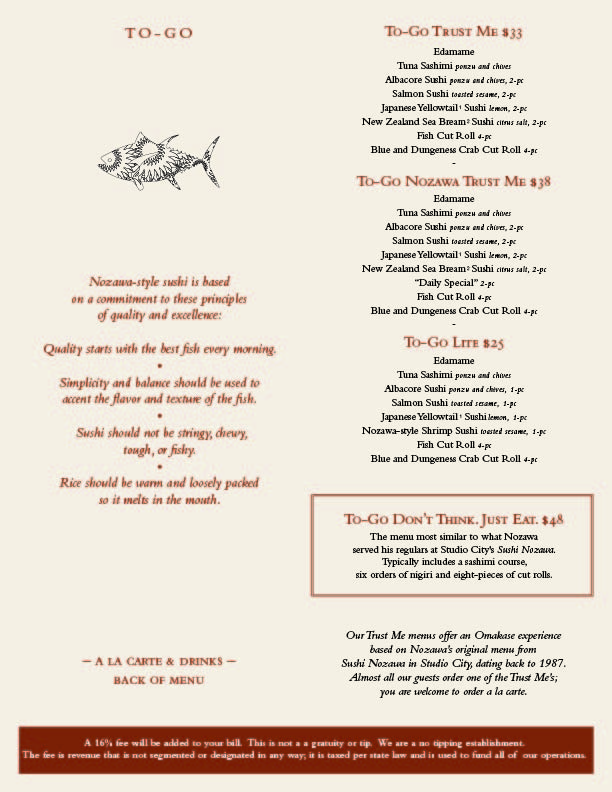 TO-GO
Nozawa-style sushi is based
on a commitment to these principles
of quality and excellence:
Quality starts with the best fish every morning.
•
Simplicity and balance should be used to
accent the flavor and texture of the fish.
•
Sushi should not be stringy, chewy,
tough, or fishy.
•
Rice should be warm and loosely packed
so it melts in the mouth.
– A LA CARTE & DRINKS –
BACK OF MENU
TO-GO TRUST ME $33
Edamame
Tuna Sashimi ponzu and chives
Albacore Sushi ponzu and chives, 2-pc
Salmon Sushi toasted sesame, 2-pc
Japanese Yellowtail¹ Sushi lemon, 2-pc
New Zealand Sea Bream² Sushi citrus salt, 2-pc
Fish Cut Roll 4-pc
Blue and Dungeness Crab Cut Roll 4-pc
-
TO-GO NOZAWA TRUST ME $38
Edamame
Tuna Sashimi ponzu and chives
Albacore Sushi ponzu and chives, 2-pc
Salmon Sushi toasted sesame, 2-pc
Japanese Yellowtail¹ Sushi lemon, 2-pc
New Zealand Sea Bream² Sushi citrus salt, 2-pc
"Daily Special" 2-pc
Fish Cut Roll 4-pc
Blue and Dungeness Crab Cut Roll 4-pc
-
TO-GO LITE $25
Edamame
Tuna Sashimi ponzu and chives
Albacore Sushi ponzu and chives, 1-pc
Salmon Sushi toasted sesame, 1-pc
Japanese Yellowtail¹ Sushi lemon, 1-pc
Nozawa-style Shrimp Sushi toasted sesame, 1-pc
Fish Cut Roll 4-pc
Blue and Dungeness Crab Cut Roll 4-pc
TO-GO DON'T THINK. JUST EAT. $48
The menu most similar to what Nozawa
served his regulars at Studio City's Sushi Nozawa.
Typically includes a sashimi course,
six orders of nigiri and eight-pieces of cut rolls.
Our Trust Me menus offer an Omakase experience
based on Nozawa's original menu from
Sushi Nozawa in Studio City, dating back to 1987.
Almost all our guests order one of the Trust Me's;
you are welcome to order a la carte.
A 16% fee will be added to your bill. This is not a a gratuity or tip. We are a no tipping establishment.
The fee is revenue that is not segmented or designated in any way; it is taxed per state law and is used to fund all of our operations.